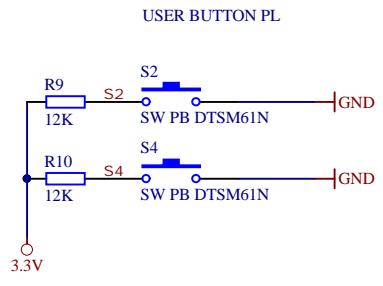 USER BUTTON PL
S2
R9
S2
GND
12K
SW PB DTSM61N
S4
R10
S4
GND
12K
SW PB DTSM61N
3.3V